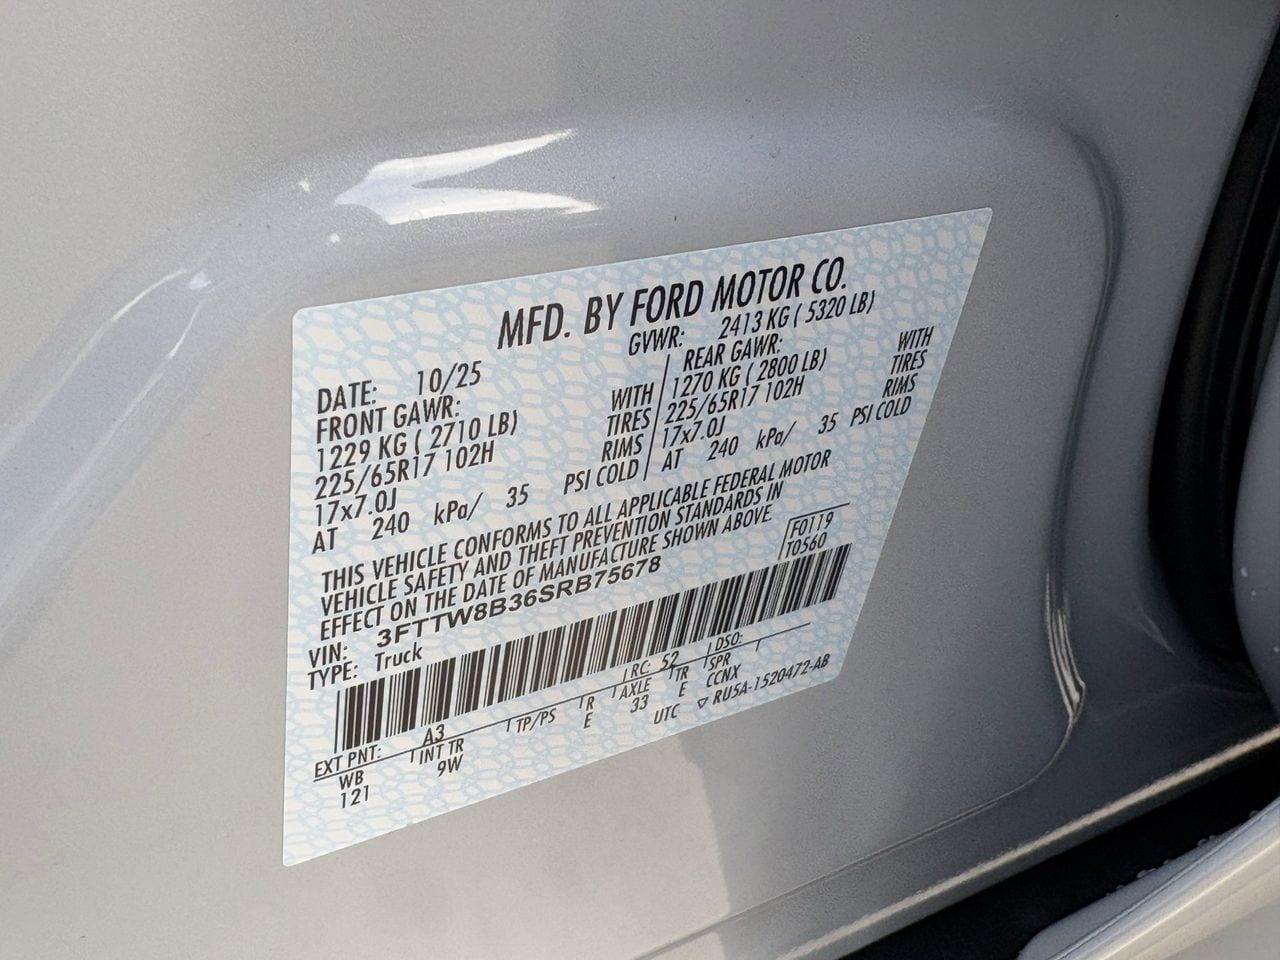 MFD. BY FORD MOTOR CO.
DATE: 10/25 GVWR: 2413 KG ( 5320 LB)
FRONT GAWR: REAR GAWR:
1229 KG ( 2710 LB) WITH 1270 KG ( 2800 LB) WITH
225/65R17 102H TIRES 225/65R17 102H TIRES
17x7.0J RIMS 17x7.0J RIMS
AT 240 kPa/ 35 PSI COLD AT 240 kPa/ 35 PSI COLD
THIS VEHICLE CONFORMS TO ALL APPLICABLE FEDERAL MOTOR
VEHICLE SAFETY AND THEFT PREVENTION STANDARDS IN
EFFECT ON THE DATE OF MANUFACTURE SHOWN ABOVE
VIN: 3FTTW8B36SRB75678 F0119
TYPE: Truck T0560
EXT PNT: A3 RC: 52 DSO:
WB INT TR TP/PS R AXLE TR SPR
121 9W E 33 E CCNX
UTC ▽ RU5A-1520472-AB